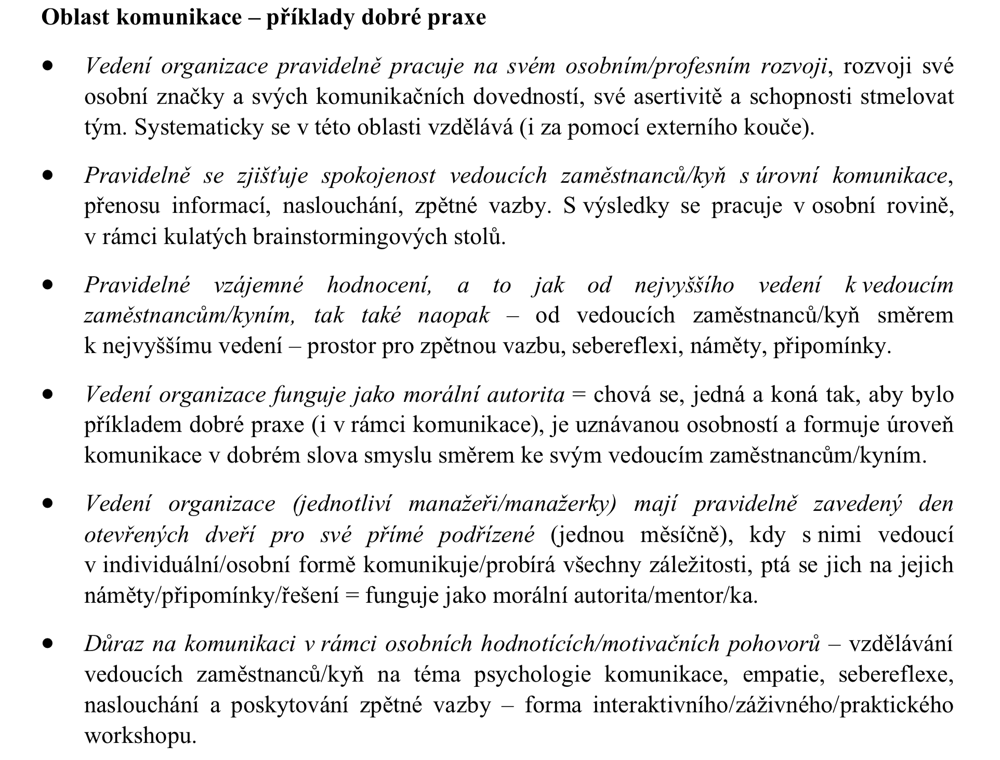 Oblast komunikace – příklady dobré praxe
● Vedení organizace pravidelně pracuje na svém osobním/profesním rozvoji, rozvoji své
osobní značky a svých komunikačních dovedností, své asertivitě a schopnosti stmelovat
tým. Systematicky se v této oblasti vzdělává (i za pomocí externího kouče).
● Pravidelně se zjišťuje spokojenost vedoucích zaměstnanců/kyň s úrovní komunikace,
přenosu informací, naslouchání, zpětné vazby. S výsledky se pracuje v osobní rovině,
v rámci kulatých brainstormingových stolů.
● Pravidelné vzájemné hodnocení, a to jak od nejvyššího vedení k vedoucím
zaměstnancům/kyním, tak také naopak – od vedoucích zaměstnanců/kyň směrem
k nejvyššímu vedení – prostor pro zpětnou vazbu, sebereflexi, náměty, připomínky.
● Vedení organizace funguje jako morální autorita = chová se, jedná a koná tak, aby bylo
příkladem dobré praxe (i v rámci komunikace), je uznávanou osobností a formuje úroveň
komunikace v dobrém slova smyslu směrem ke svým vedoucím zaměstnancům/kyním.
● Vedení organizace (jednotliví manažeři/manažerky) mají pravidelně zavedený den
otevřených dveří pro své přímé podřízené (jednou měsíčně), kdy s nimi vedoucí
v individuální/osobní formě komunikuje/probírá všechny záležitosti, ptá se jich na jejich
náměty/připomínky/řešení = funguje jako morální autorita/mentor/ka.
● Důraz na komunikaci v rámci osobních hodnotících/motivačních pohovorů – vzdělávání
vedoucích zaměstnanců/kyň na téma psychologie komunikace, empatie, sebereflexe,
naslouchání a poskytování zpětné vazby – forma interaktivního/záživného/praktického
workshopu.